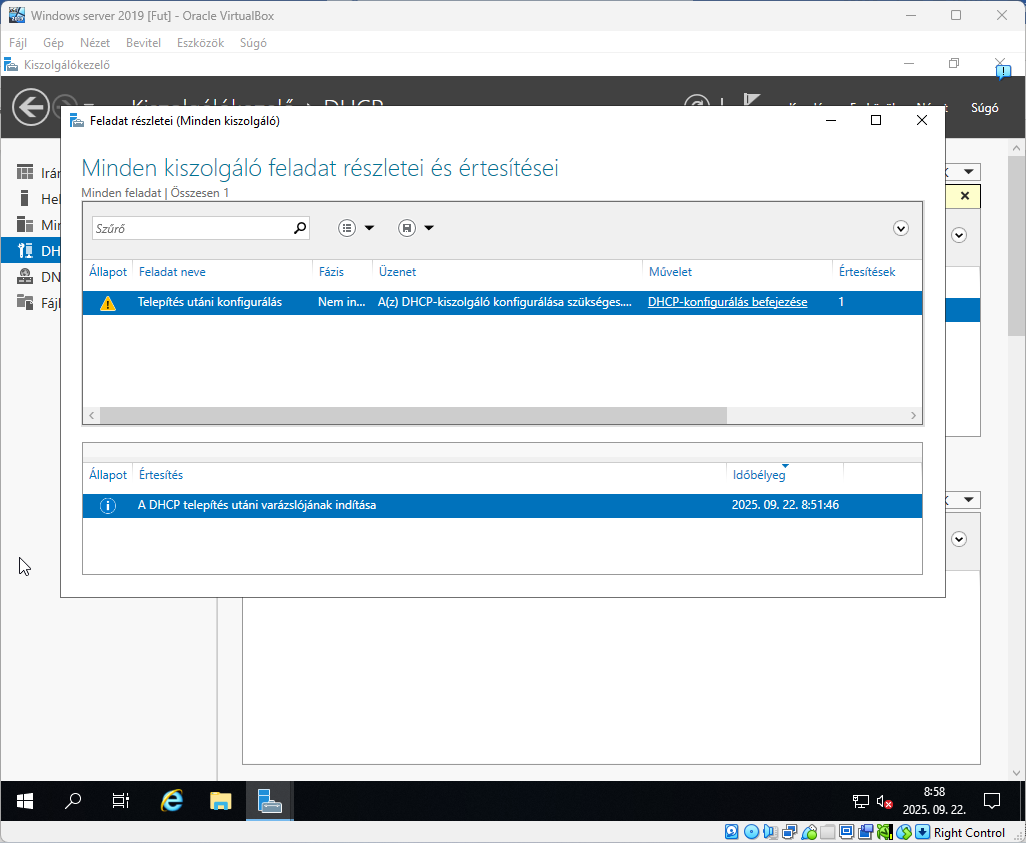 Windows server 2019 [Fut] - Oracle VirtualBox
Fájl Gép Nézet Bevitel Eszközök Súgó
Kiszolgálókezelő
Súgó
Feladat részletei (Minden kiszolgáló)
Minden kiszolgáló feladat részletei és értesítései
Minden feladat | Összesen 1
Szűrő
Állapot Feladat neve Fázis Üzenet Művelet Értesítések
Telepítés utáni konfigurálás Nem in... A(z) DHCP-kiszolgáló konfigurálása szükséges.... DHCP-konfigurálás befejezése 1
Állapot Értesítés Időbélyeg
A DHCP telepítés utáni varázslójának indítása 2025. 09. 22. 8:51:46
DH
DN
8:58
2025. 09. 22.
Right Control